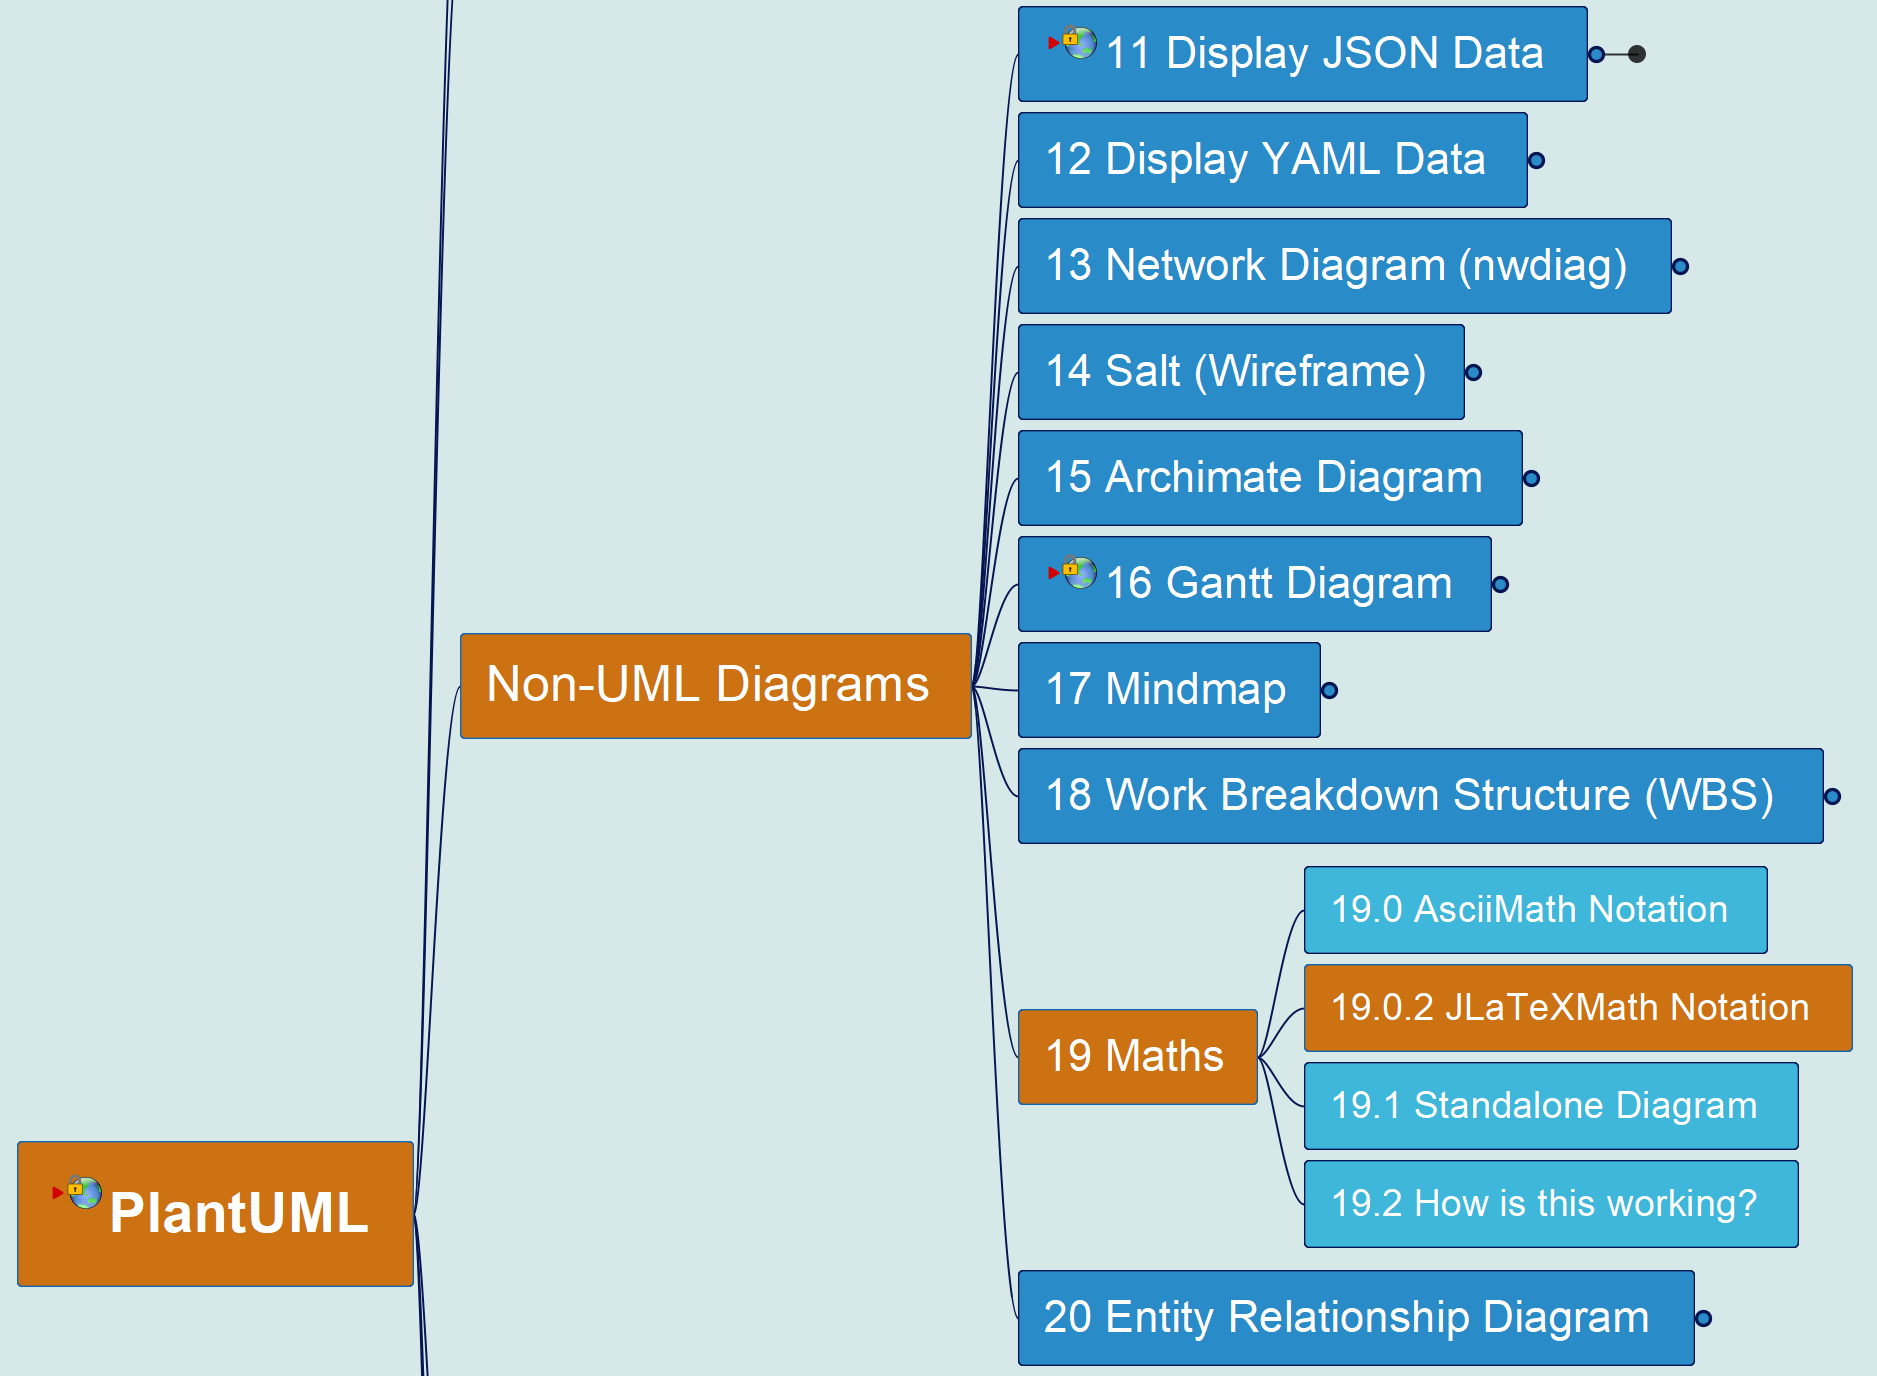 11 Display JSON Data
12 Display YAML Data
13 Network Diagram (nwdiag)
14 Salt (Wireframe)
15 Archimate Diagram
16 Gantt Diagram
Non-UML Diagrams
17 Mindmap
18 Work Breakdown Structure (WBS)
19.0 AsciiMath Notation
19.0.2 JLaTeXMath Notation
19 Maths
19.1 Standalone Diagram
19.2 How is this working?
PlantUML
20 Entity Relationship Diagram